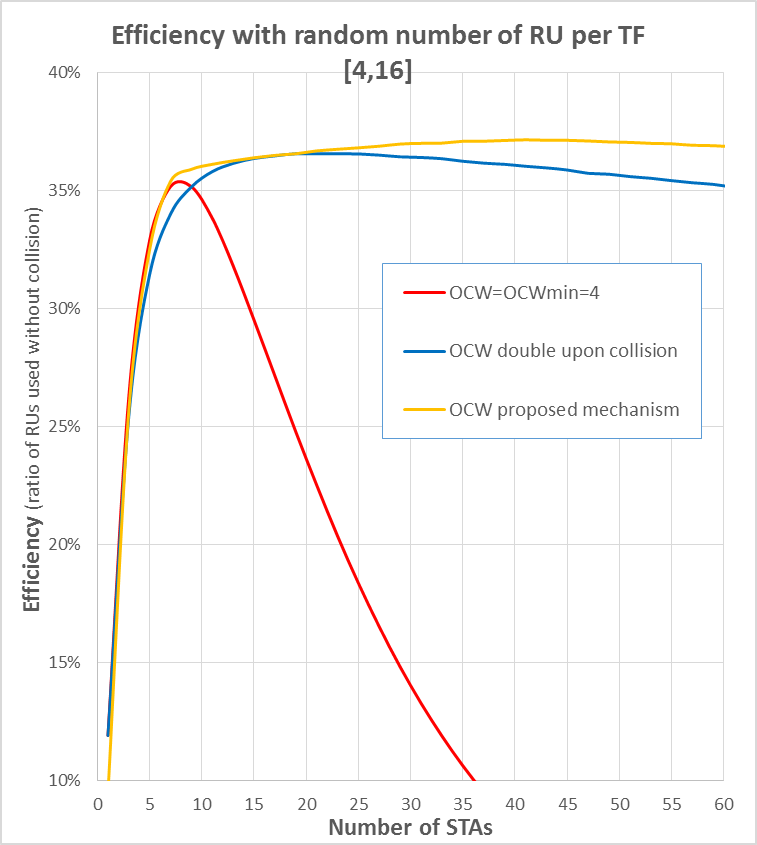 Efficiency with random number of RU per TF
[4,16]
40%
35%
30%
25%
20%
15%
10%
Efficiency (ratio of RUs used without collision)
OCW=OCWmin=4
OCW double upon collision
OCW proposed mechanism
0 5 10 15 20 25 30 35 40 45 50 55 60
Number of STAs